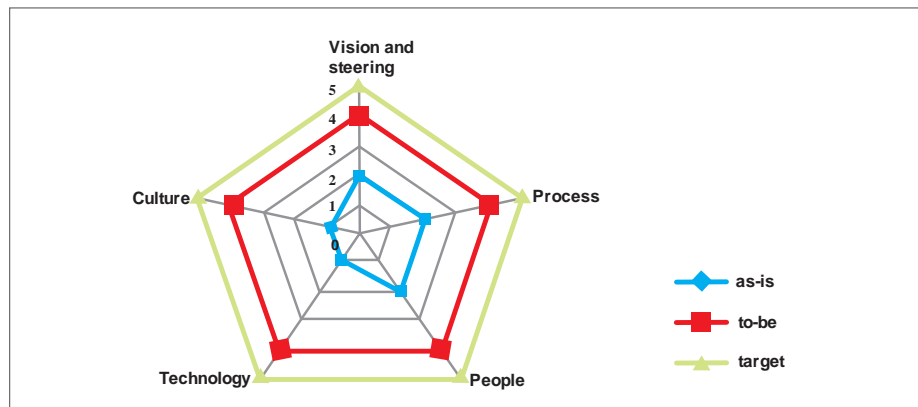 Vision and
steering
5
4
3
2
1
0
Culture
Process
Technology
People
as-is
to-be
target